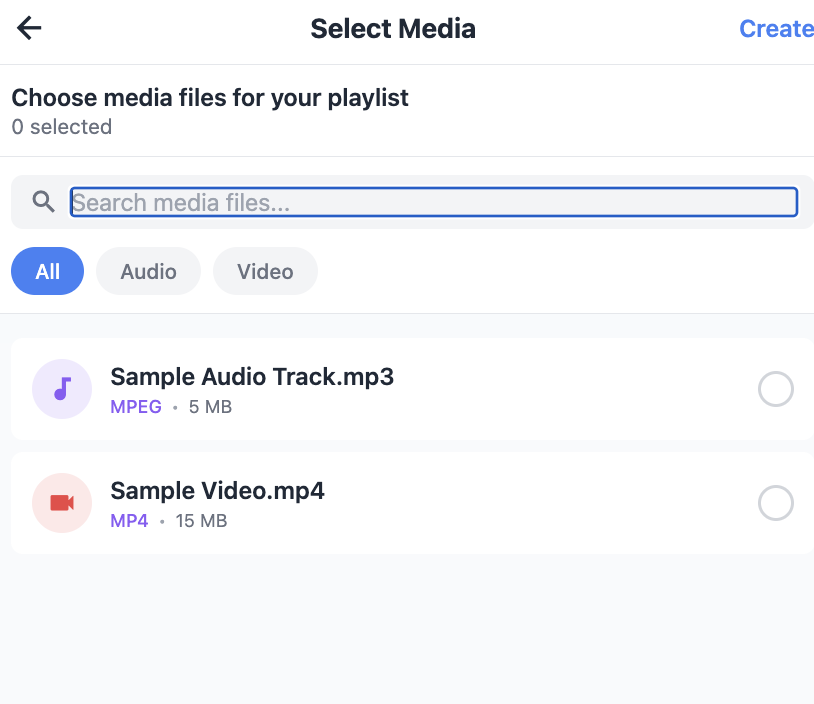 Select Media
Create
Choose media files for your playlist
0 selected
Search media files...
All
Audio
Video
Sample Audio Track.mp3
MPEG • 5 MB
Sample Video.mp4
MP4 • 15 MB